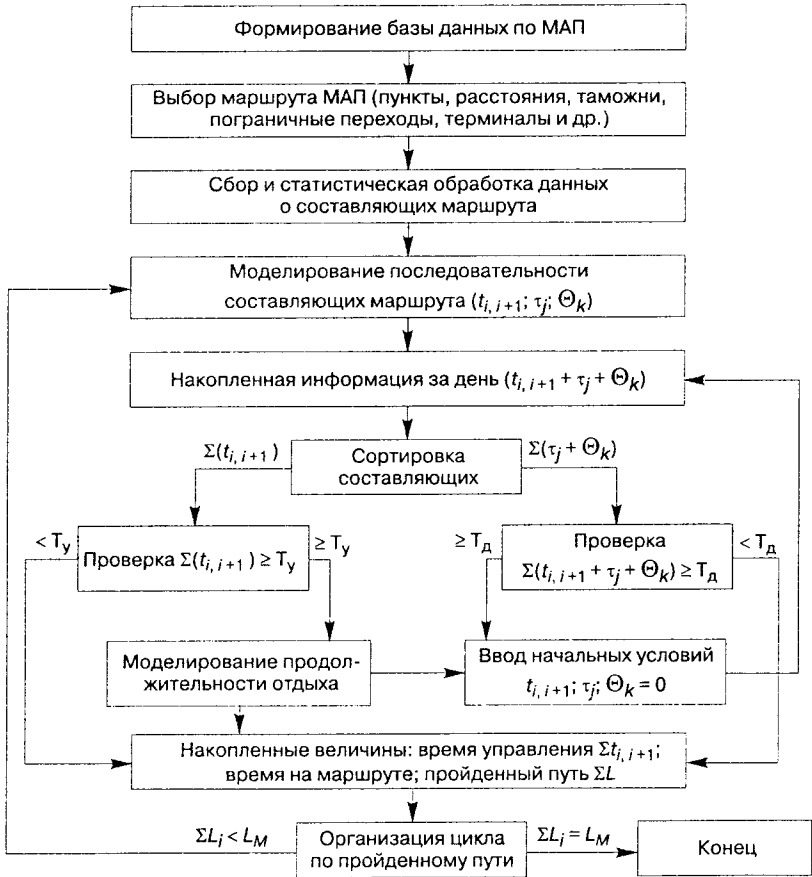 Формирование базы данных по МАП
Выбор маршрута МАП (пункты, расстояния, таможни,
пограничные переходы, терминалы и др.)
Сбор и статистическая обработка данных
о составляющих маршрута
Моделирование последовательности
составляющих маршрута (t_{i, i+1}; τ_j; Θ_k)
Накопленная информация за день (t_{i, i+1} + τ_j + Θ_k)
Σ(t_{i, i+1})
Сортировка
составляющих
Σ(τ_j + Θ_k)
< T_у
Проверка Σ(t_{i, i+1}) ≥ T_у
≥ T_у
≥ T_д
Проверка
Σ(t_{i, i+1} + τ_j + Θ_k) ≥ T_д
< T_д
Моделирование продол-
жительности отдыха
Ввод начальных условий
t_{i, i+1}; τ_j; Θ_k = 0
Накопленные величины: время управления Σt_{i, i+1};
время на маршруте; пройденный путь ΣL
ΣL_i < L_M
Организация цикла
по пройденному пути
ΣL_i = L_M
Конец